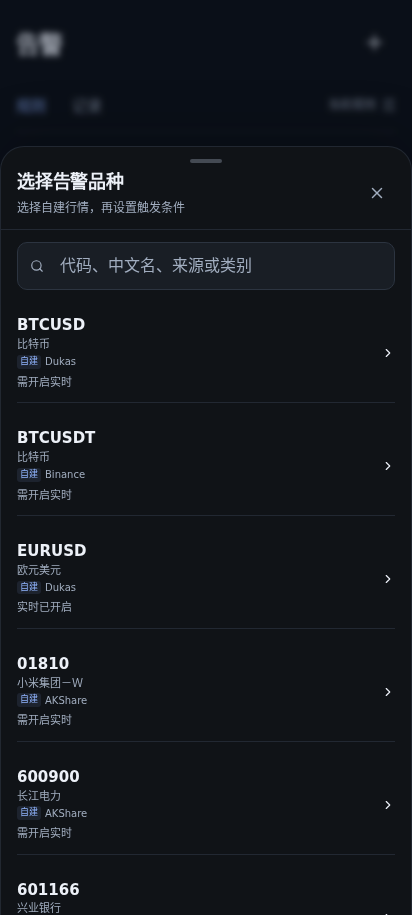 告警
选择告警品种
选择自建行情，再设置触发条件
代码、中文名、来源或类别
BTCUSD
比特币
自建 Dukas
需开启实时
BTCUSDT
比特币
自建 Binance
需开启实时
EURUSD
欧元美元
自建 Dukas
实时已开启
01810
小米集团－W
自建 AKShare
需开启实时
600900
长江电力
自建 AKShare
需开启实时
601166
兴业银行